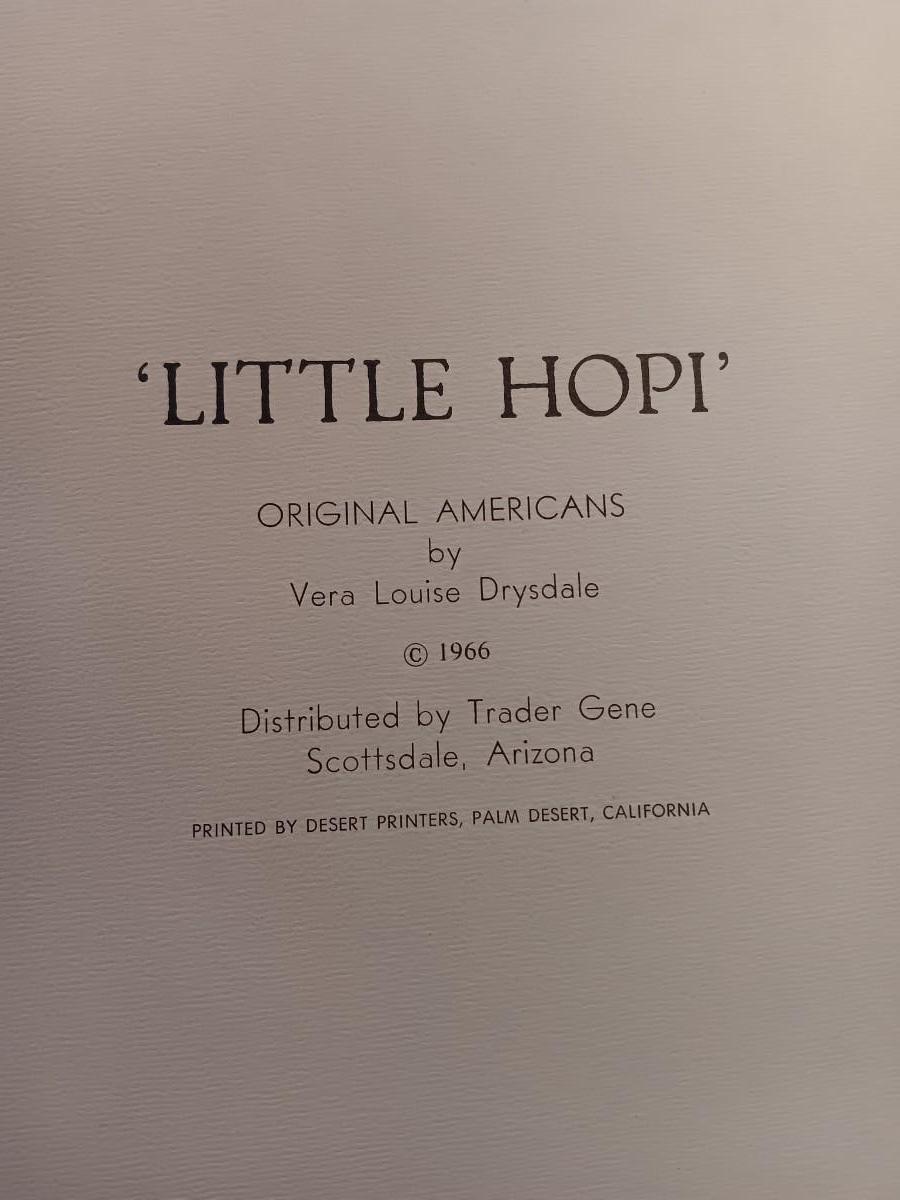 ‘LITTLE HOPI’
ORIGINAL AMERICANS
by
Vera Louise Drysdale
© 1966
Distributed by Trader Gene
Scottsdale, Arizona
PRINTED BY DESERT PRINTERS, PALM DESERT, CALIFORNIA